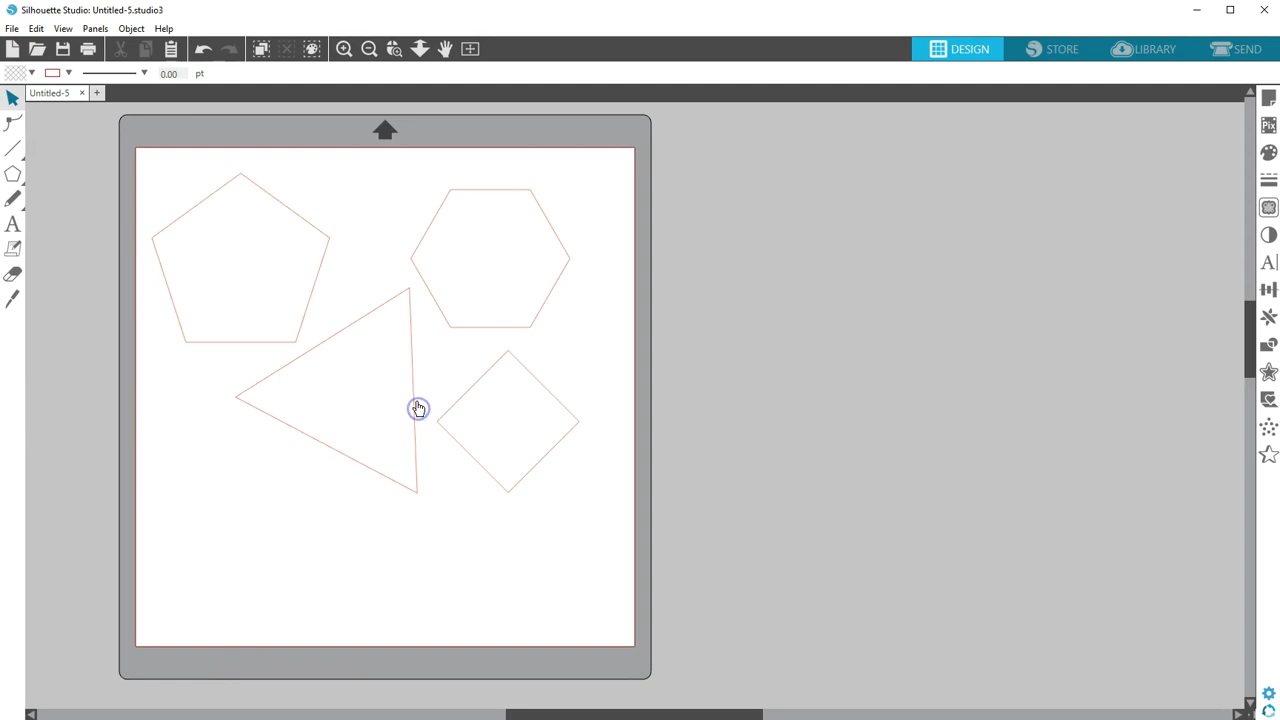 Silhouette Studio: Untitled-5.studio3
File Edit View Panels Object Help
DESIGN STORE LIBRARY SEND
0.00 pt
Untitled-5
Pix